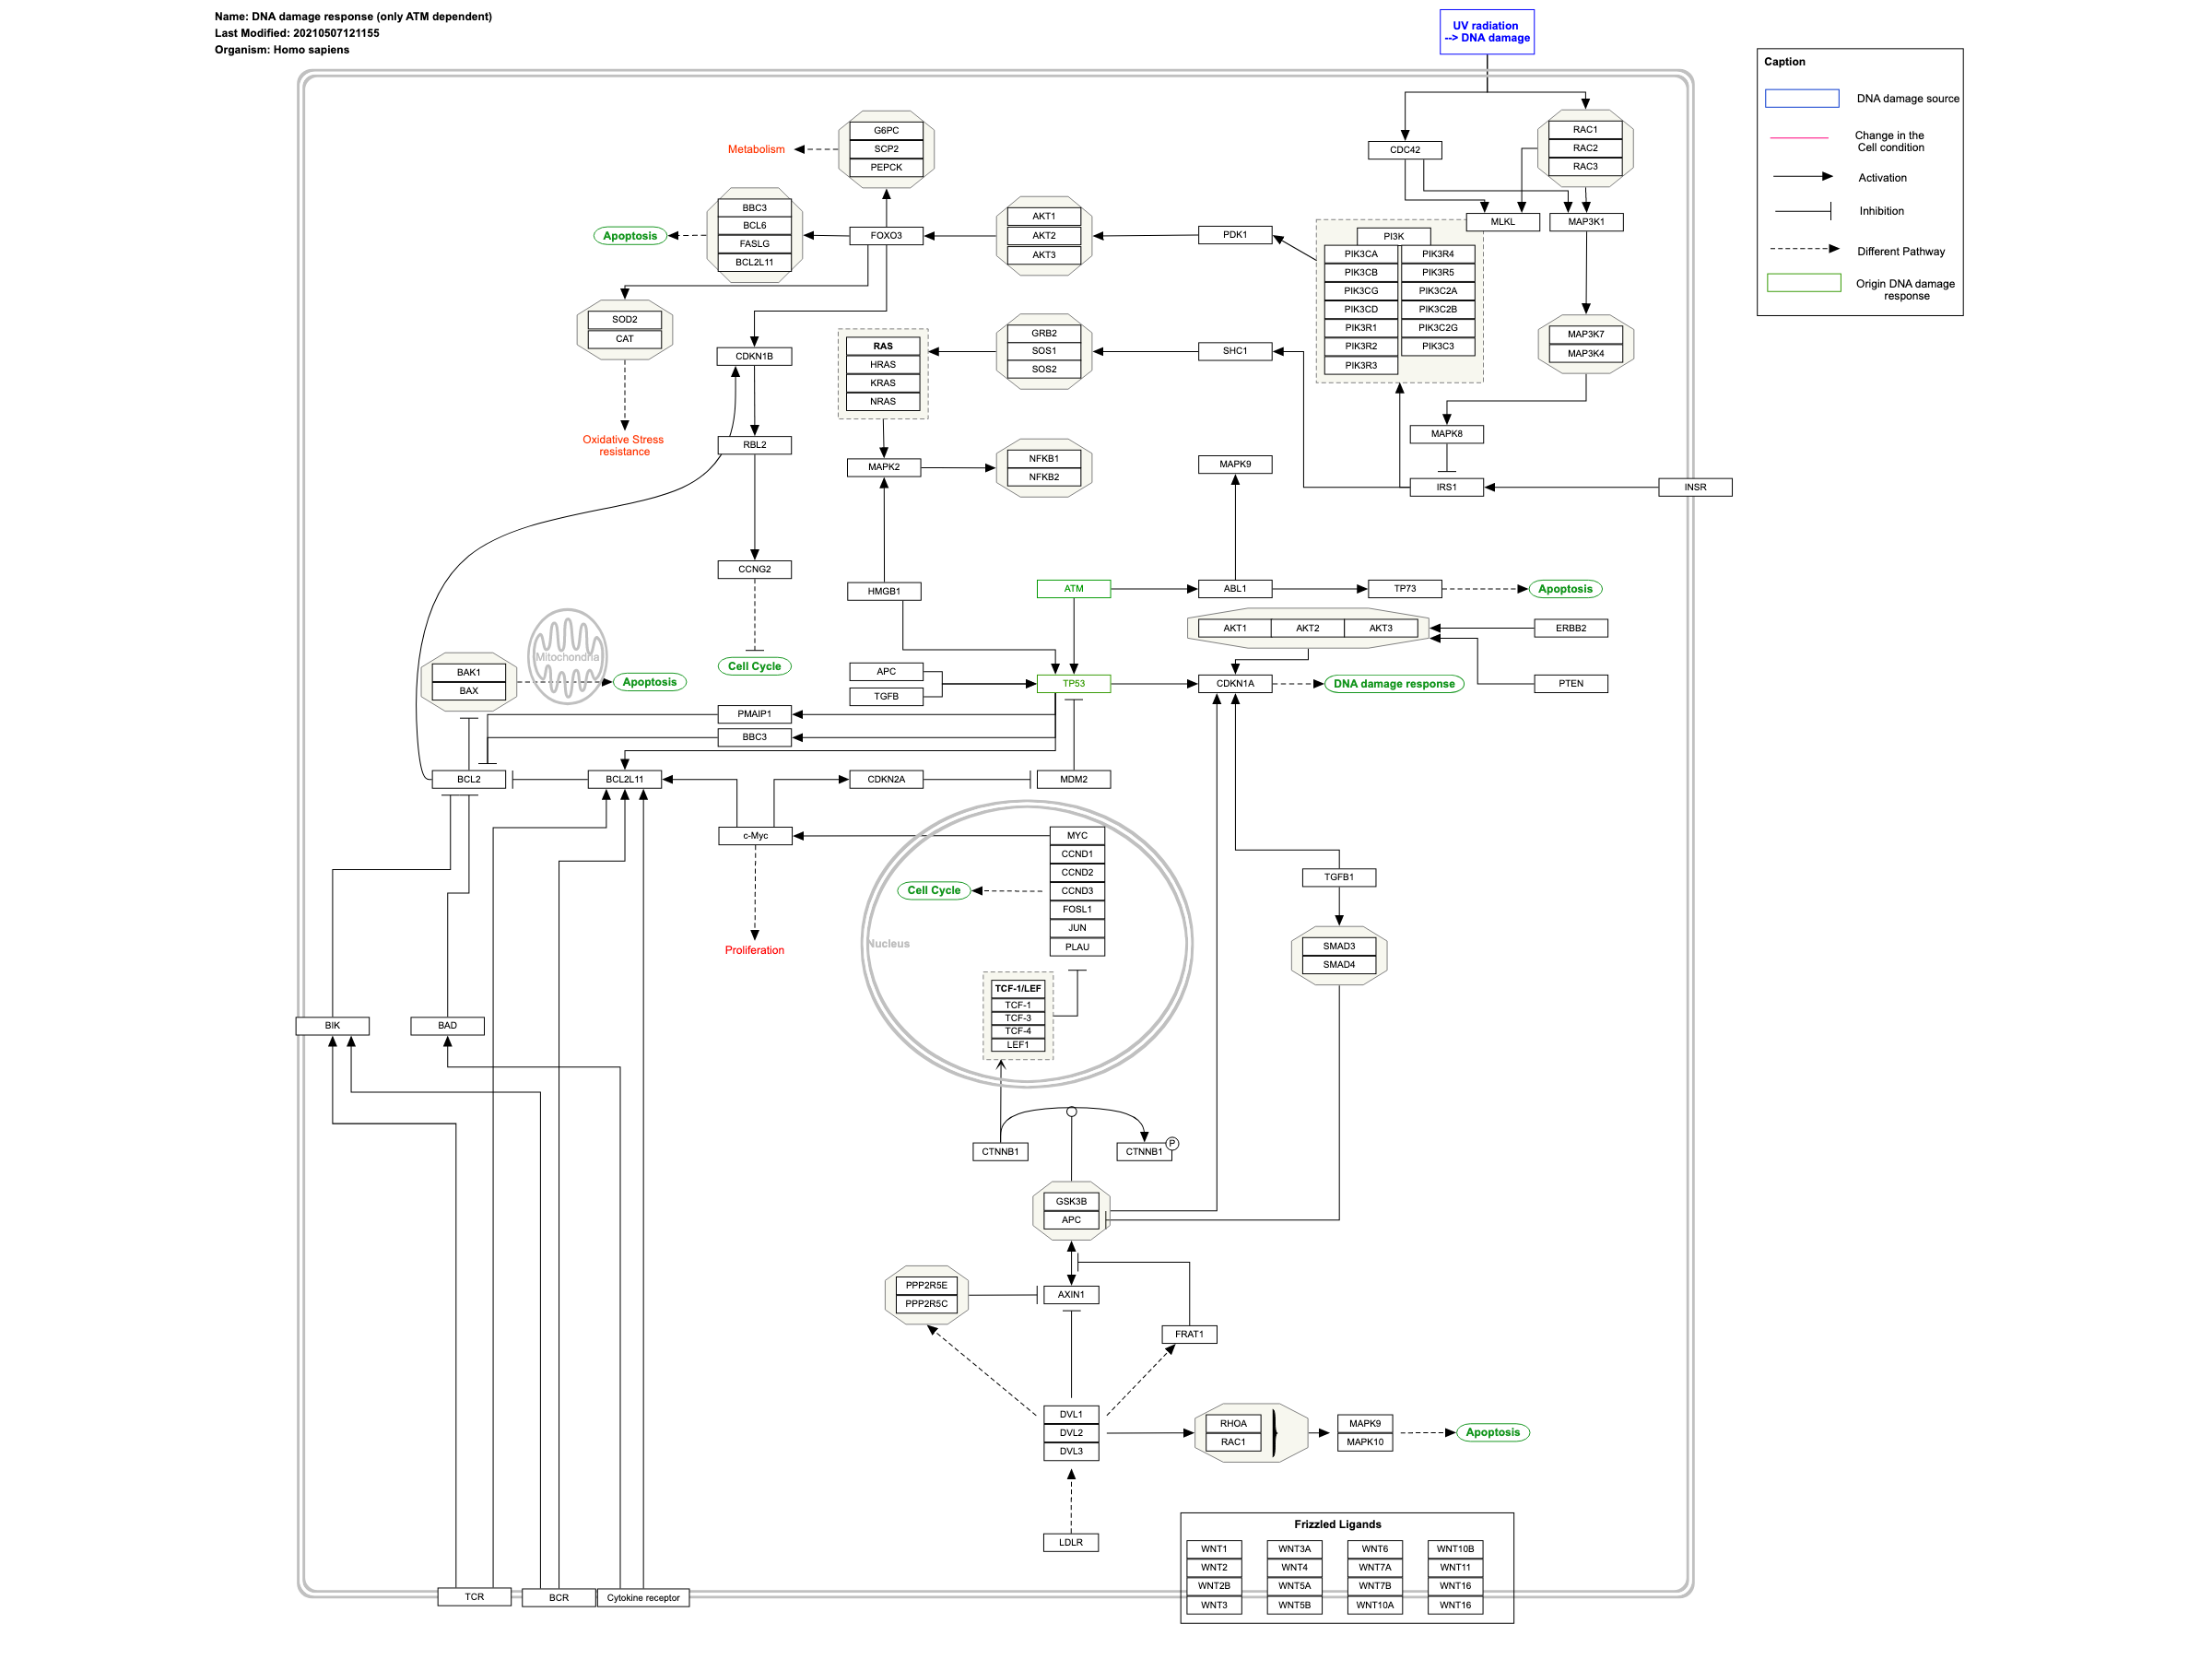 Name: DNA damage response (only ATM dependent)
Last Modified: 20210507121155
Organism: Homo sapiens
UV radiation
--> DNA damage
Caption
DNA damage source
Change in the
Cell condition
Activation
Inhibition
Different Pathway
Origin DNA damage
response
G6PC
SCP2
PEPCK
Metabolism
RAC1
RAC2
RAC3
CDC42
MLKL
MAP3K1
BBC3
BCL6
FASLG
BCL2L11
Apoptosis
FOXO3
AKT1
AKT2
AKT3
PDK1
PI3K
PIK3CA
PIK3CB
PIK3CG
PIK3CD
PIK3R1
PIK3R2
PIK3R3
PIK3R4
PIK3R5
PIK3C2A
PIK3C2B
PIK3C2G
PIK3C3
MAP3K7
MAP3K4
SOD2
CAT
Oxidative Stress
resistance
CDKN1B
RAS
HRAS
KRAS
NRAS
GRB2
SOS1
SOS2
SHC1
MAPK8
RBL2
MAPK2
NFKB1
NFKB2
MAPK9
IRS1
INSR
CCNG2
HMGB1
ATM
ABL1
TP73
Apoptosis
AKT1
AKT2
AKT3
ERBB2
Mitochondria
BAK1
BAX
Apoptosis
Cell Cycle
APC
TGFB
TP53
CDKN1A
DNA damage response
PTEN
PMAIP1
BBC3
BCL2
BCL2L11
CDKN2A
MDM2
c-Myc
MYC
CCND1
CCND2
CCND3
FOSL1
JUN
PLAU
Cell Cycle
Nucleus
Proliferation
TGFB1
SMAD3
SMAD4
TCF-1/LEF
TCF-1
TCF-3
TCF-4
LEF1
BIK
BAD
CTNNB1
CTNNB1
P
GSK3B
APC
PPP2R5E
PPP2R5C
AXIN1
FRAT1
DVL1
DVL2
DVL3
RHOA
RAC1
}
MAPK9
MAPK10
Apoptosis
LDLR
Frizzled Ligands
WNT1
WNT2
WNT2B
WNT3
WNT3A
WNT4
WNT5A
WNT5B
WNT6
WNT7A
WNT7B
WNT10A
WNT10B
WNT11
WNT16
WNT16
TCR
BCR
Cytokine receptor